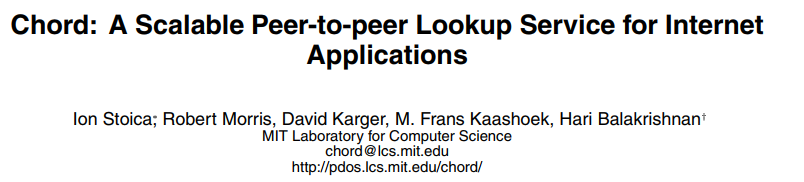 Chord: A Scalable Peer-to-peer Lookup Service for Internet
Applications
Ion Stoica; Robert Morris, David Karger, M. Frans Kaashoek, Hari Balakrishnan†
MIT Laboratory for Computer Science
chord@lcs.mit.edu
http://pdos.lcs.mit.edu/chord/